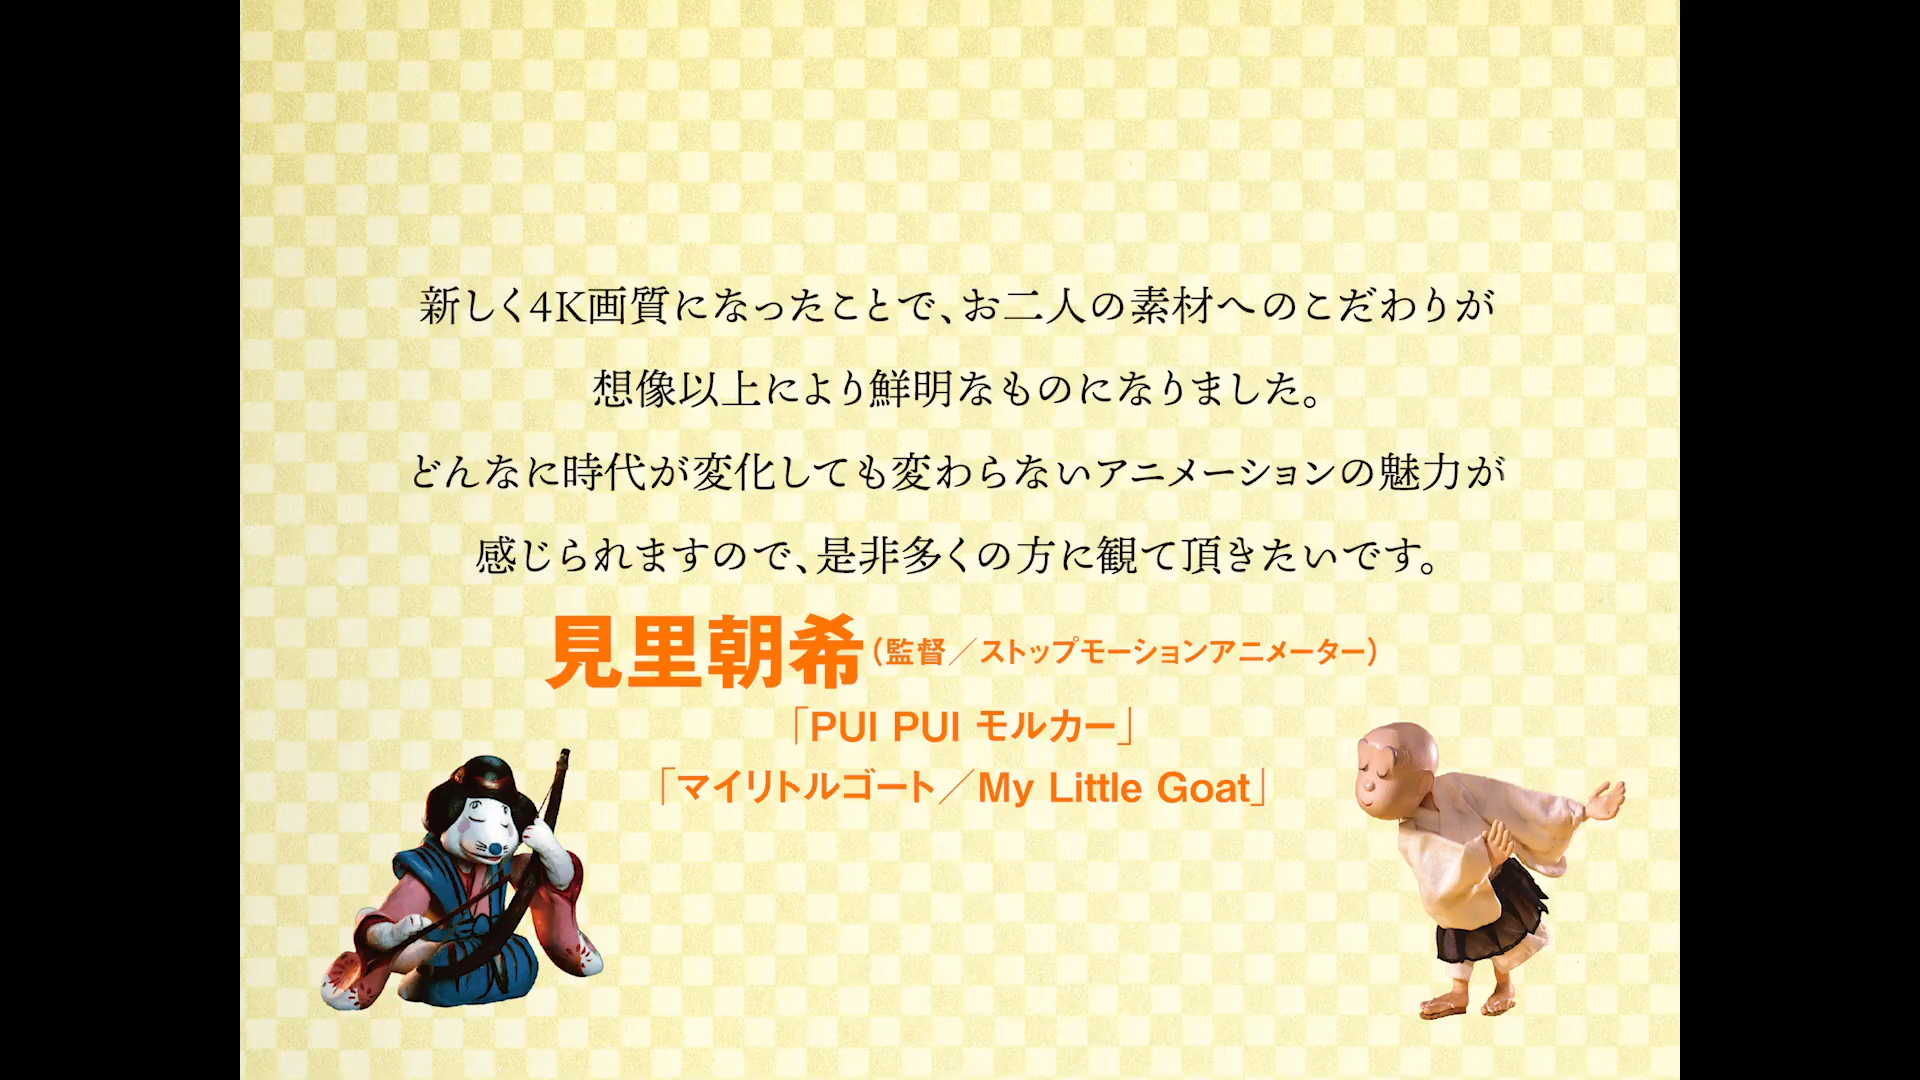 新しく4K画質になったことで、お二人の素材へのこだわりが
想像以上により鮮明なものになりました。
どんなに時代が変化しても変わらないアニメーションの魅力が
感じられますので、是非多くの方に観て頂きたいです。
見里朝希（監督／ストップモーションアニメーター）
「PUI PUI モルカー」
「マイリトルゴート／My Little Goat」